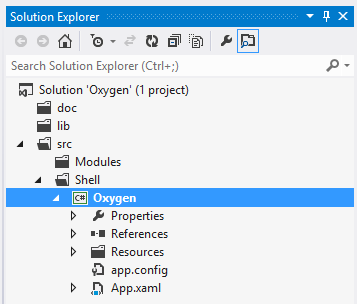 Solution Explorer
Search Solution Explorer (Ctrl+;)
Solution 'Oxygen' (1 project)
doc
lib
src
Modules
Shell
C# Oxygen
Properties
References
Resources
app.config
App.xaml